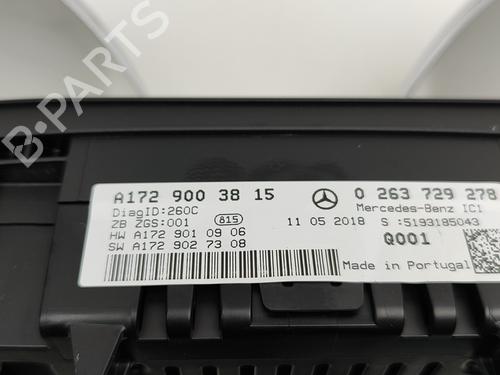 A172 900 38 15
DiagID:260C
ZB ZGS:001
815
HW A172 901 09 06
SW A172 902 73 08
0 263 729 278
Mercedes-Benz IC1
11 05 2018
S :5193185043
Q001
Made in Portugal
B-PARTS